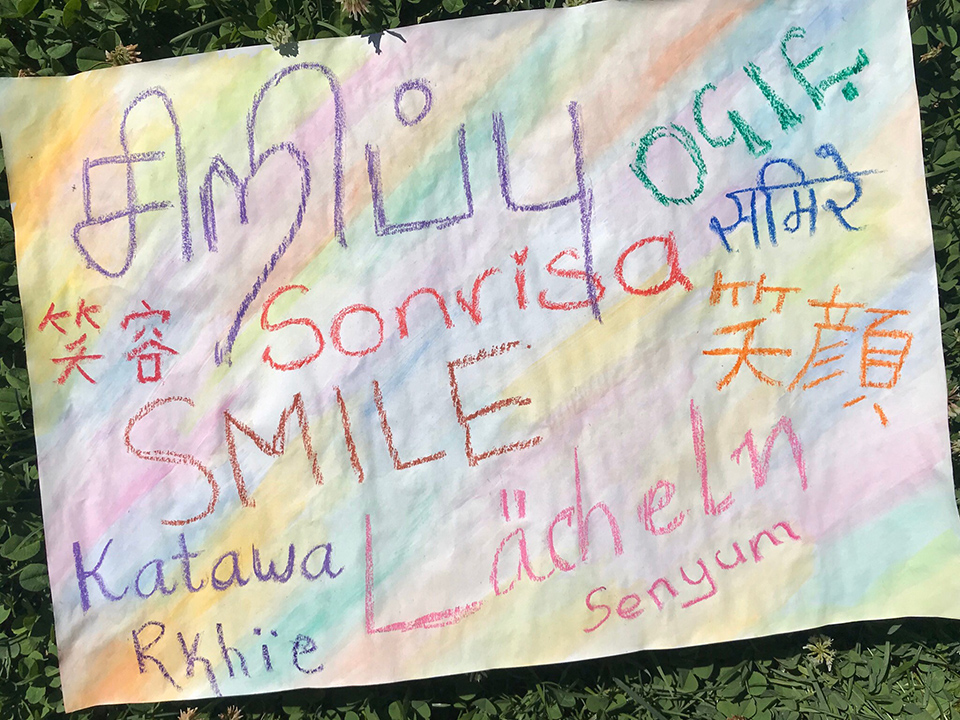 சிறிப்பு
समिरे
笑容
Sonrisa
笑顔
SMILE
Lächeln
Katawa
Senyum
Rkhïe